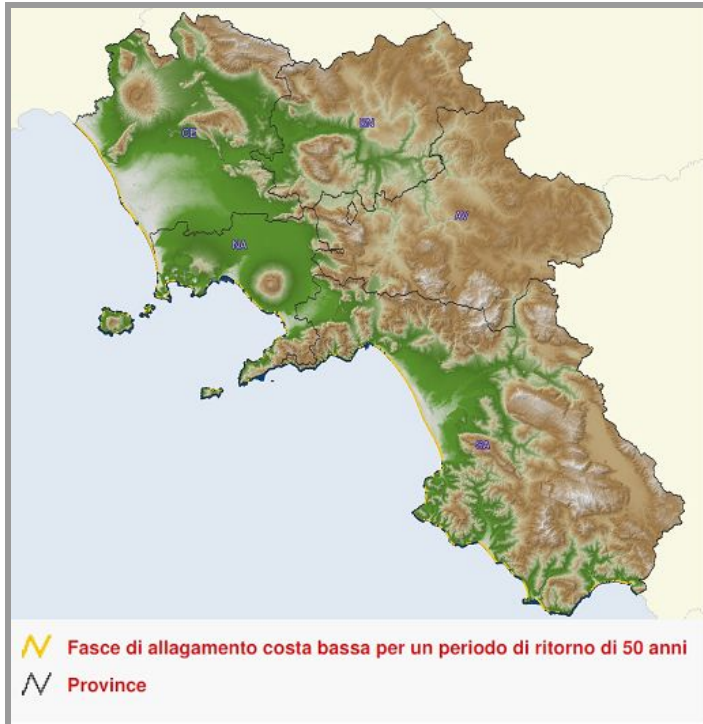 BN
CE
AV
NA
SA
Fasce di allagamento costa bassa per un periodo di ritorno di 50 anni
Province